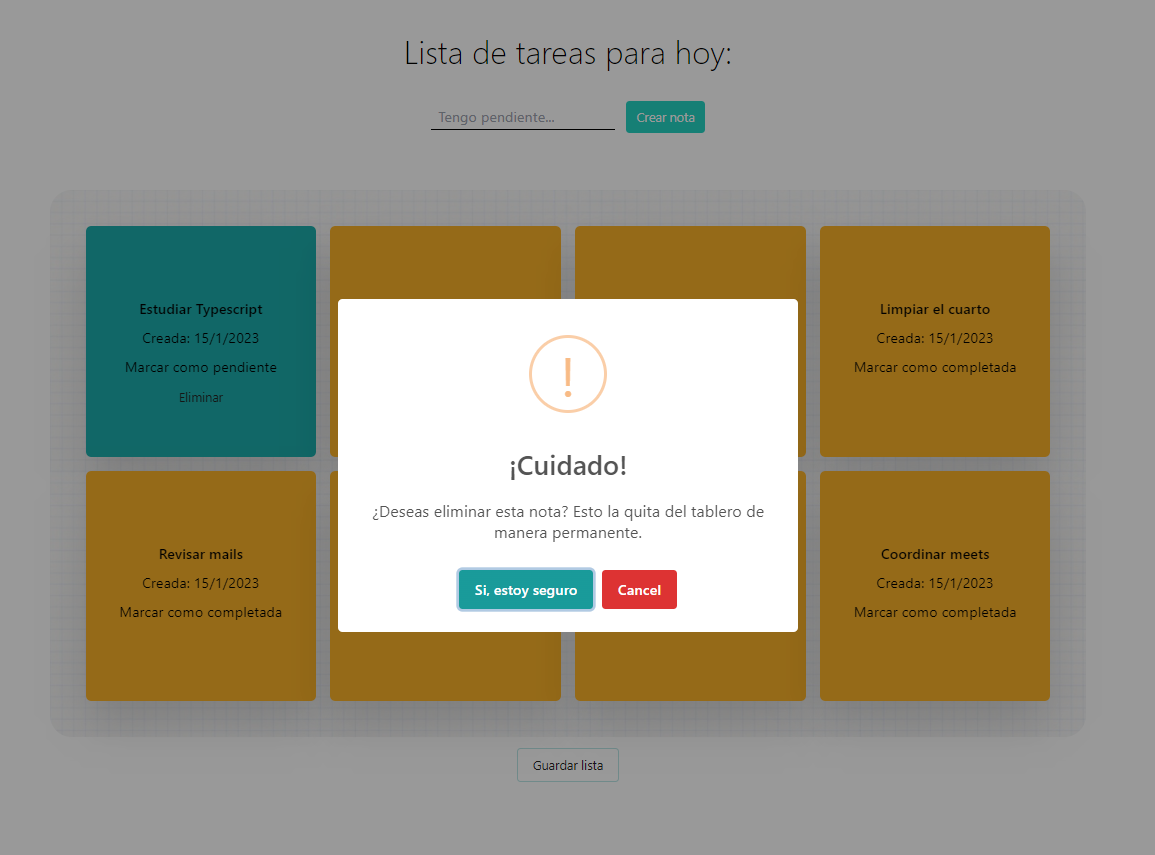 Lista de tareas para hoy:
Tengo pendiente...
Crear nota
Estudiar Typescript
Creada: 15/1/2023
Marcar como pendiente
Eliminar
Limpiar el cuarto
Creada: 15/1/2023
Marcar como completada
!
¡Cuidado!
¿Deseas eliminar esta nota? Esto la quita del tablero de
manera permanente.
Si, estoy seguro
Cancel
Revisar mails
Creada: 15/1/2023
Marcar como completada
Coordinar meets
Creada: 15/1/2023
Marcar como completada
Guardar lista